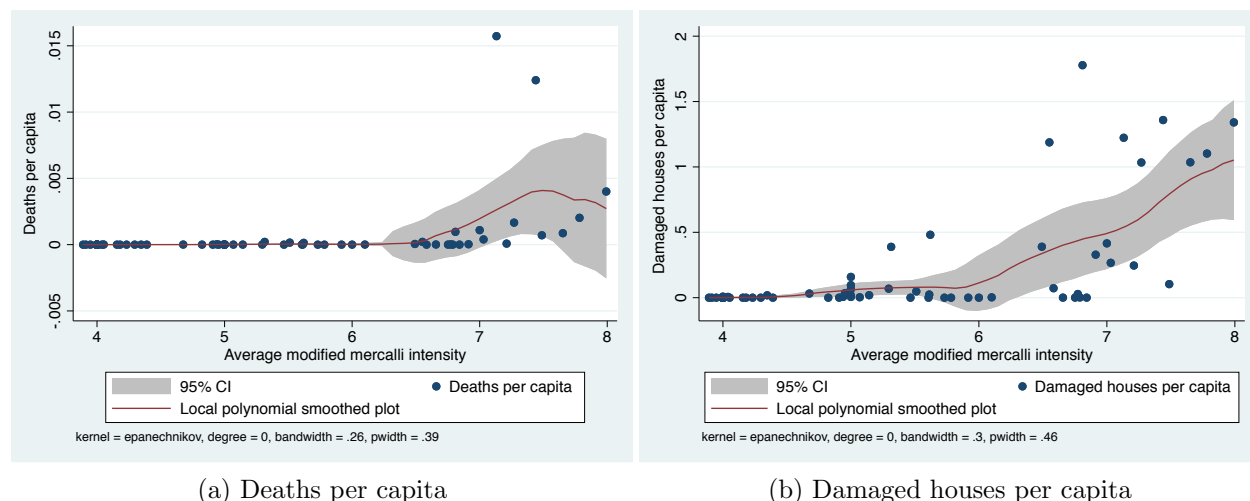 .015
.01
.005
0
-.005
Deaths per capita
4 5 6 7 8
Average modified mercalli intensity
95% CI
Deaths per capita
Local polynomial smoothed plot
kernel = epanechnikov, degree = 0, bandwidth = .26, pwidth = .39
(a) Deaths per capita
2
1.5
1
.5
0
Damaged houses per capita
4 5 6 7 8
Average modified mercalli intensity
95% CI
Damaged houses per capita
Local polynomial smoothed plot
kernel = epanechnikov, degree = 0, bandwidth = .3, pwidth = .46
(b) Damaged houses per capita